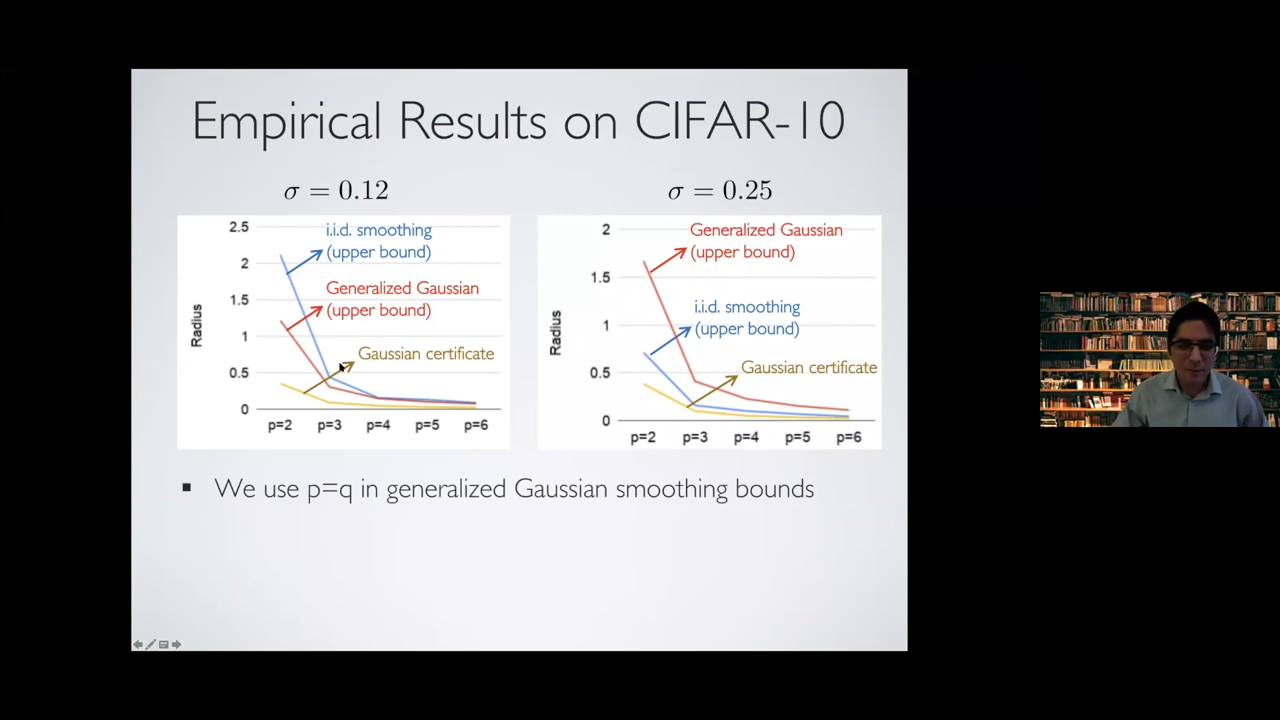 Empirical Results on CIFAR-10
σ = 0.12
σ = 0.25
2.5
2
1.5
1
0.5
0
Radius
i.i.d. smoothing
(upper bound)
Generalized Gaussian
(upper bound)
Gaussian certificate
p=2 p=3 p=4 p=5 p=6
2
1.5
1
0.5
0
Radius
Generalized Gaussian
(upper bound)
i.i.d. smoothing
(upper bound)
Gaussian certificate
p=2 p=3 p=4 p=5 p=6
▪ We use p=q in generalized Gaussian smoothing bounds